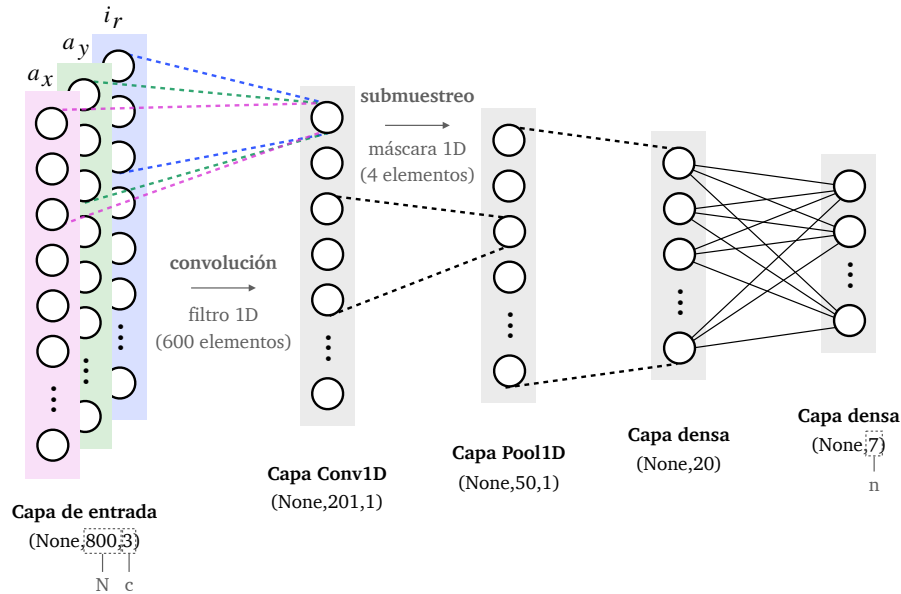 i_r
a_y
a_x
submuestreo
máscara 1D
(4 elementos)
convolución
filtro 1D
(600 elementos)
Capa de entrada
(None,800,3)
N c
Capa Conv1D
(None,201,1)
Capa Pool1D
(None,50,1)
Capa densa
(None,20)
Capa densa
(None,7)
n